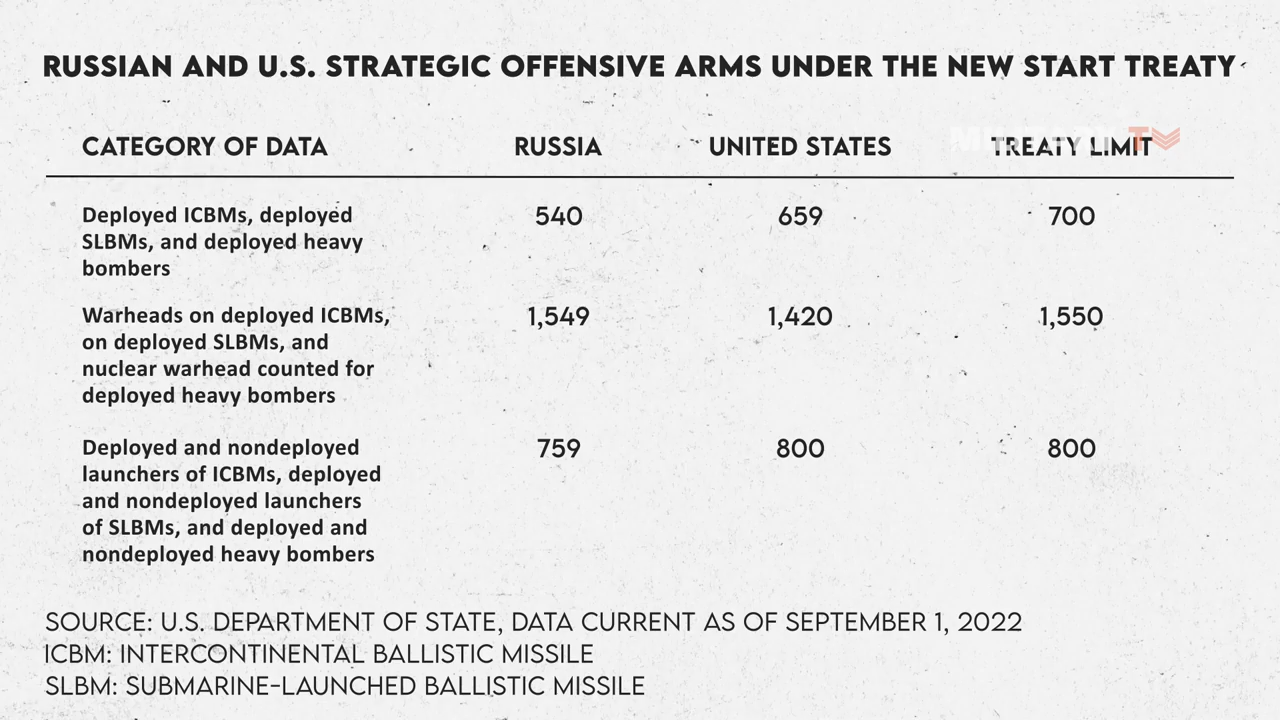 RUSSIAN AND U.S. STRATEGIC OFFENSIVE ARMS UNDER THE NEW START TREATY
CATEGORY OF DATA RUSSIA UNITED STATES TREATY LIMIT
Deployed ICBMs, deployed 540 659 700
SLBMs, and deployed heavy
bombers
Warheads on deployed ICBMs, 1,549 1,420 1,550
on deployed SLBMs, and
nuclear warhead counted for
deployed heavy bombers
Deployed and nondeployed 759 800 800
launchers of ICBMs, deployed
and nondeployed launchers
of SLBMs, and deployed and
nondeployed heavy bombers
SOURCE: U.S. DEPARTMENT OF STATE, DATA CURRENT AS OF SEPTEMBER 1, 2022
ICBM: INTERCONTINENTAL BALLISTIC MISSILE
SLBM: SUBMARINE-LAUNCHED BALLISTIC MISSILE